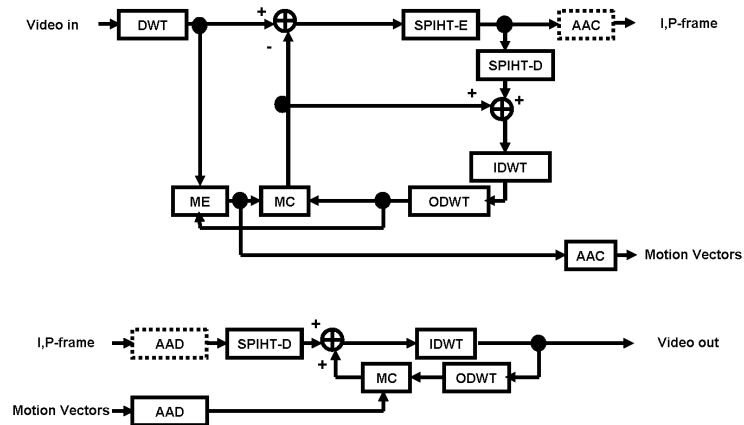 Video in
DWT
+
-
SPIHT-E
AAC
I,P-frame
SPIHT-D
+
+
IDWT
ME
MC
ODWT
AAC
Motion Vectors
I,P-frame
AAD
SPIHT-D
+
+
IDWT
Video out
MC
ODWT
Motion Vectors
AAD